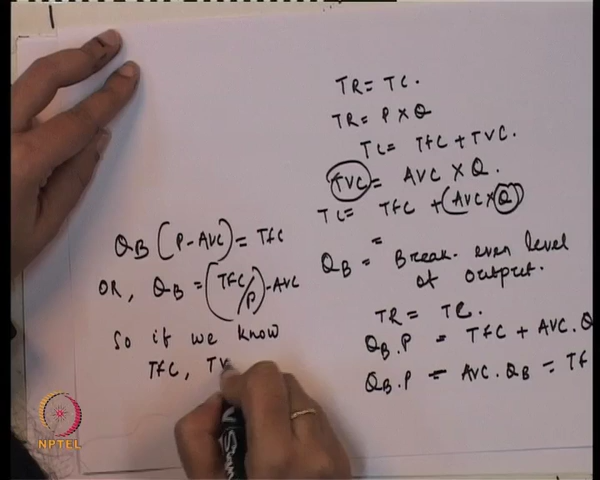 TR = TC.
TR = P × Q
TC = TFC + TVC.
TVC = AVC × Q.
TC = TFC + (AVC × Q)
=
QB = Break-even level
of output.
TR = TC.
QB.P = TFC + AVC.Q
QB.P = AVC.QB = TF
QB (P-AVC) = TFC
OR, QB = (TFC/P)-AVC
So if we know
TFC, TV
NPTEL